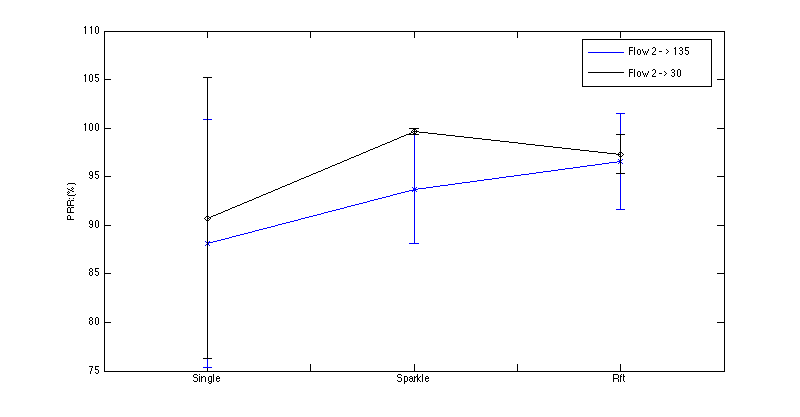 110
105
100
95
90
85
80
75
PRR:(%)
Single
Sparkle
Rft
Flow 2 -> 135
Flow 2 -> 30